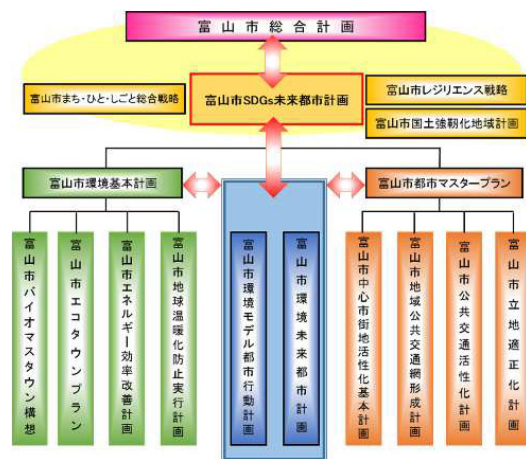 富山市総合計画
富山市まち・ひと・しごと総合戦略
富山市SDGs未来都市計画
富山市レジリエンス戦略
富山市国土強靱化地域計画
富山市環境基本計画
富山市都市マスタープラン
富山市バイオマスタウン構想
富山市エコタウンプラン
富山市エネルギー効率改善計画
富山市地球温暖化防止実行計画
富山市環境モデル都市行動計画
富山市環境未来都市計画
富山市中心市街地活性化基本計画
富山市地域公共交通網形成計画
富山市公共交通活性化計画
富山市立地適正化計画